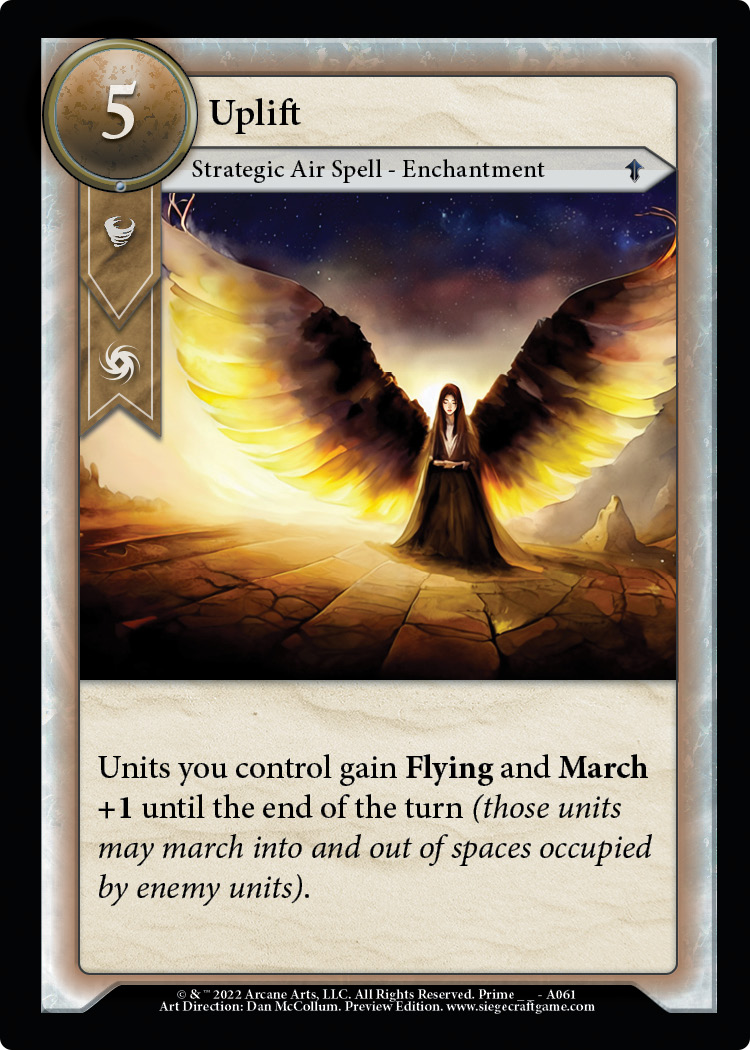 5
Uplift
Strategic Air Spell - Enchantment
Units you control gain Flying and March
+1 until the end of the turn (those units
may march into and out of spaces occupied
by enemy units).
© & ™ 2022 Arcane Arts, LLC. All Rights Reserved. Prime _ _ - A061
Art Direction: Dan McCollum. Preview Edition. www.siegecraftgame.com